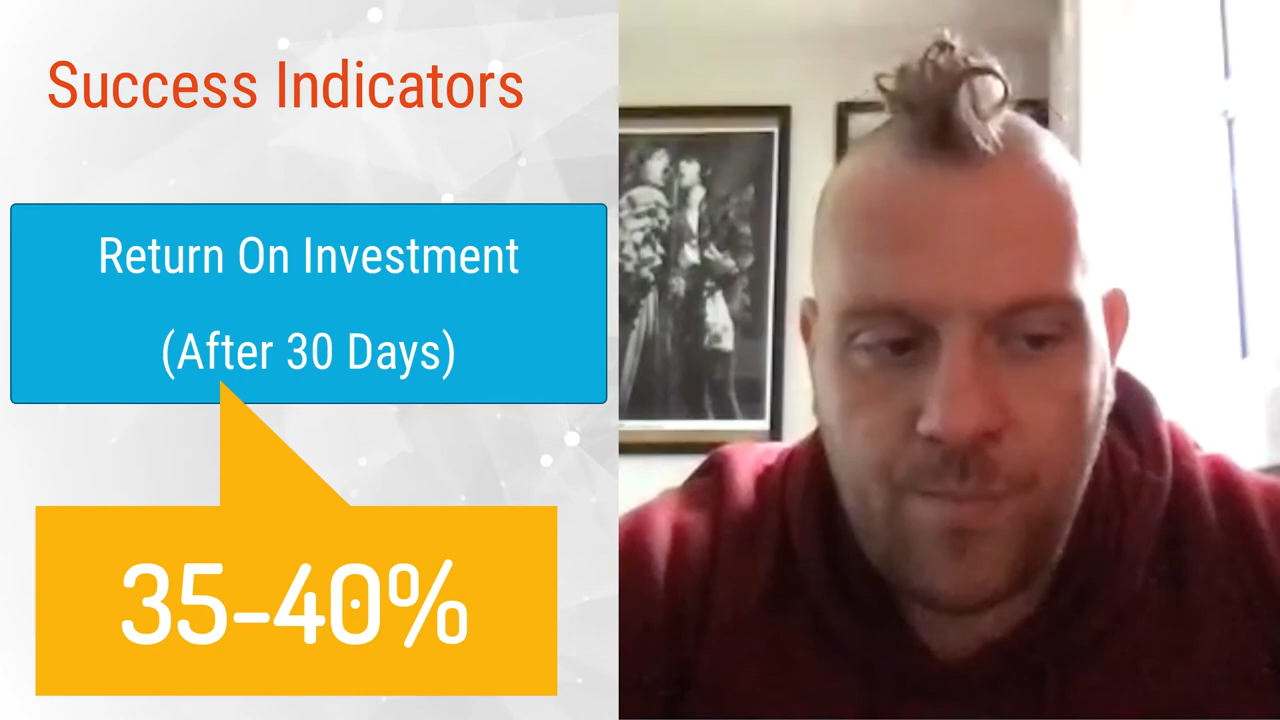 Success Indicators
Return On Investment
(After 30 Days)
35-40%